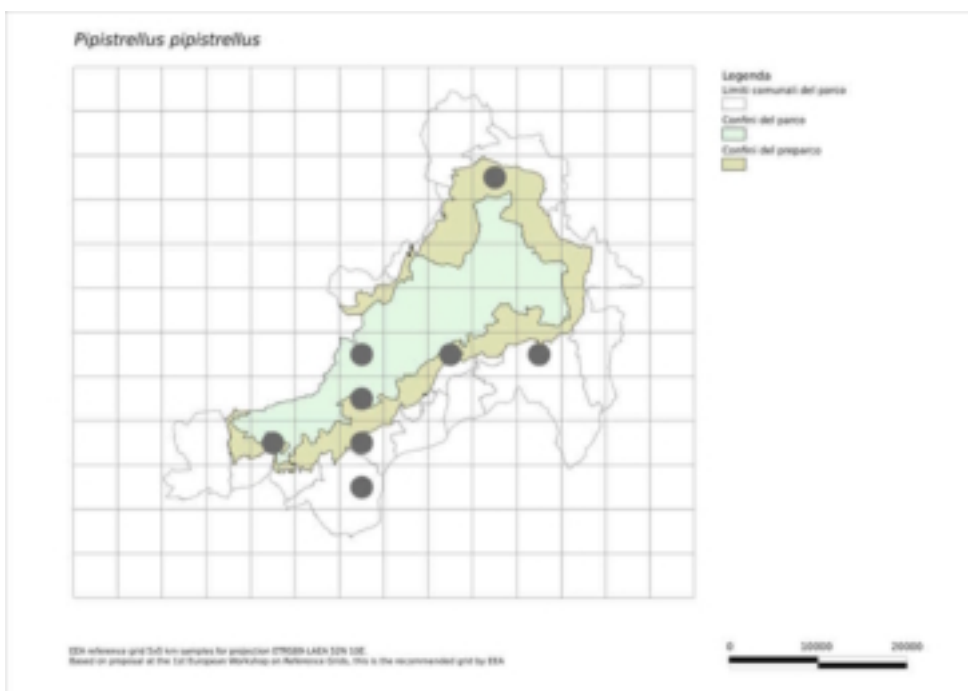 Pipistrellus pipistrellus
Legenda
Limiti comunali del parco
Confini del parco
Confini del preparco
EEA reference grid 5x5 km samples for projection ETRS89-LAEA 52N 10E.
Based on proposal at the 1st European Workshop on Reference Grids, this is the recommended grid by EEA
0 10000 20000